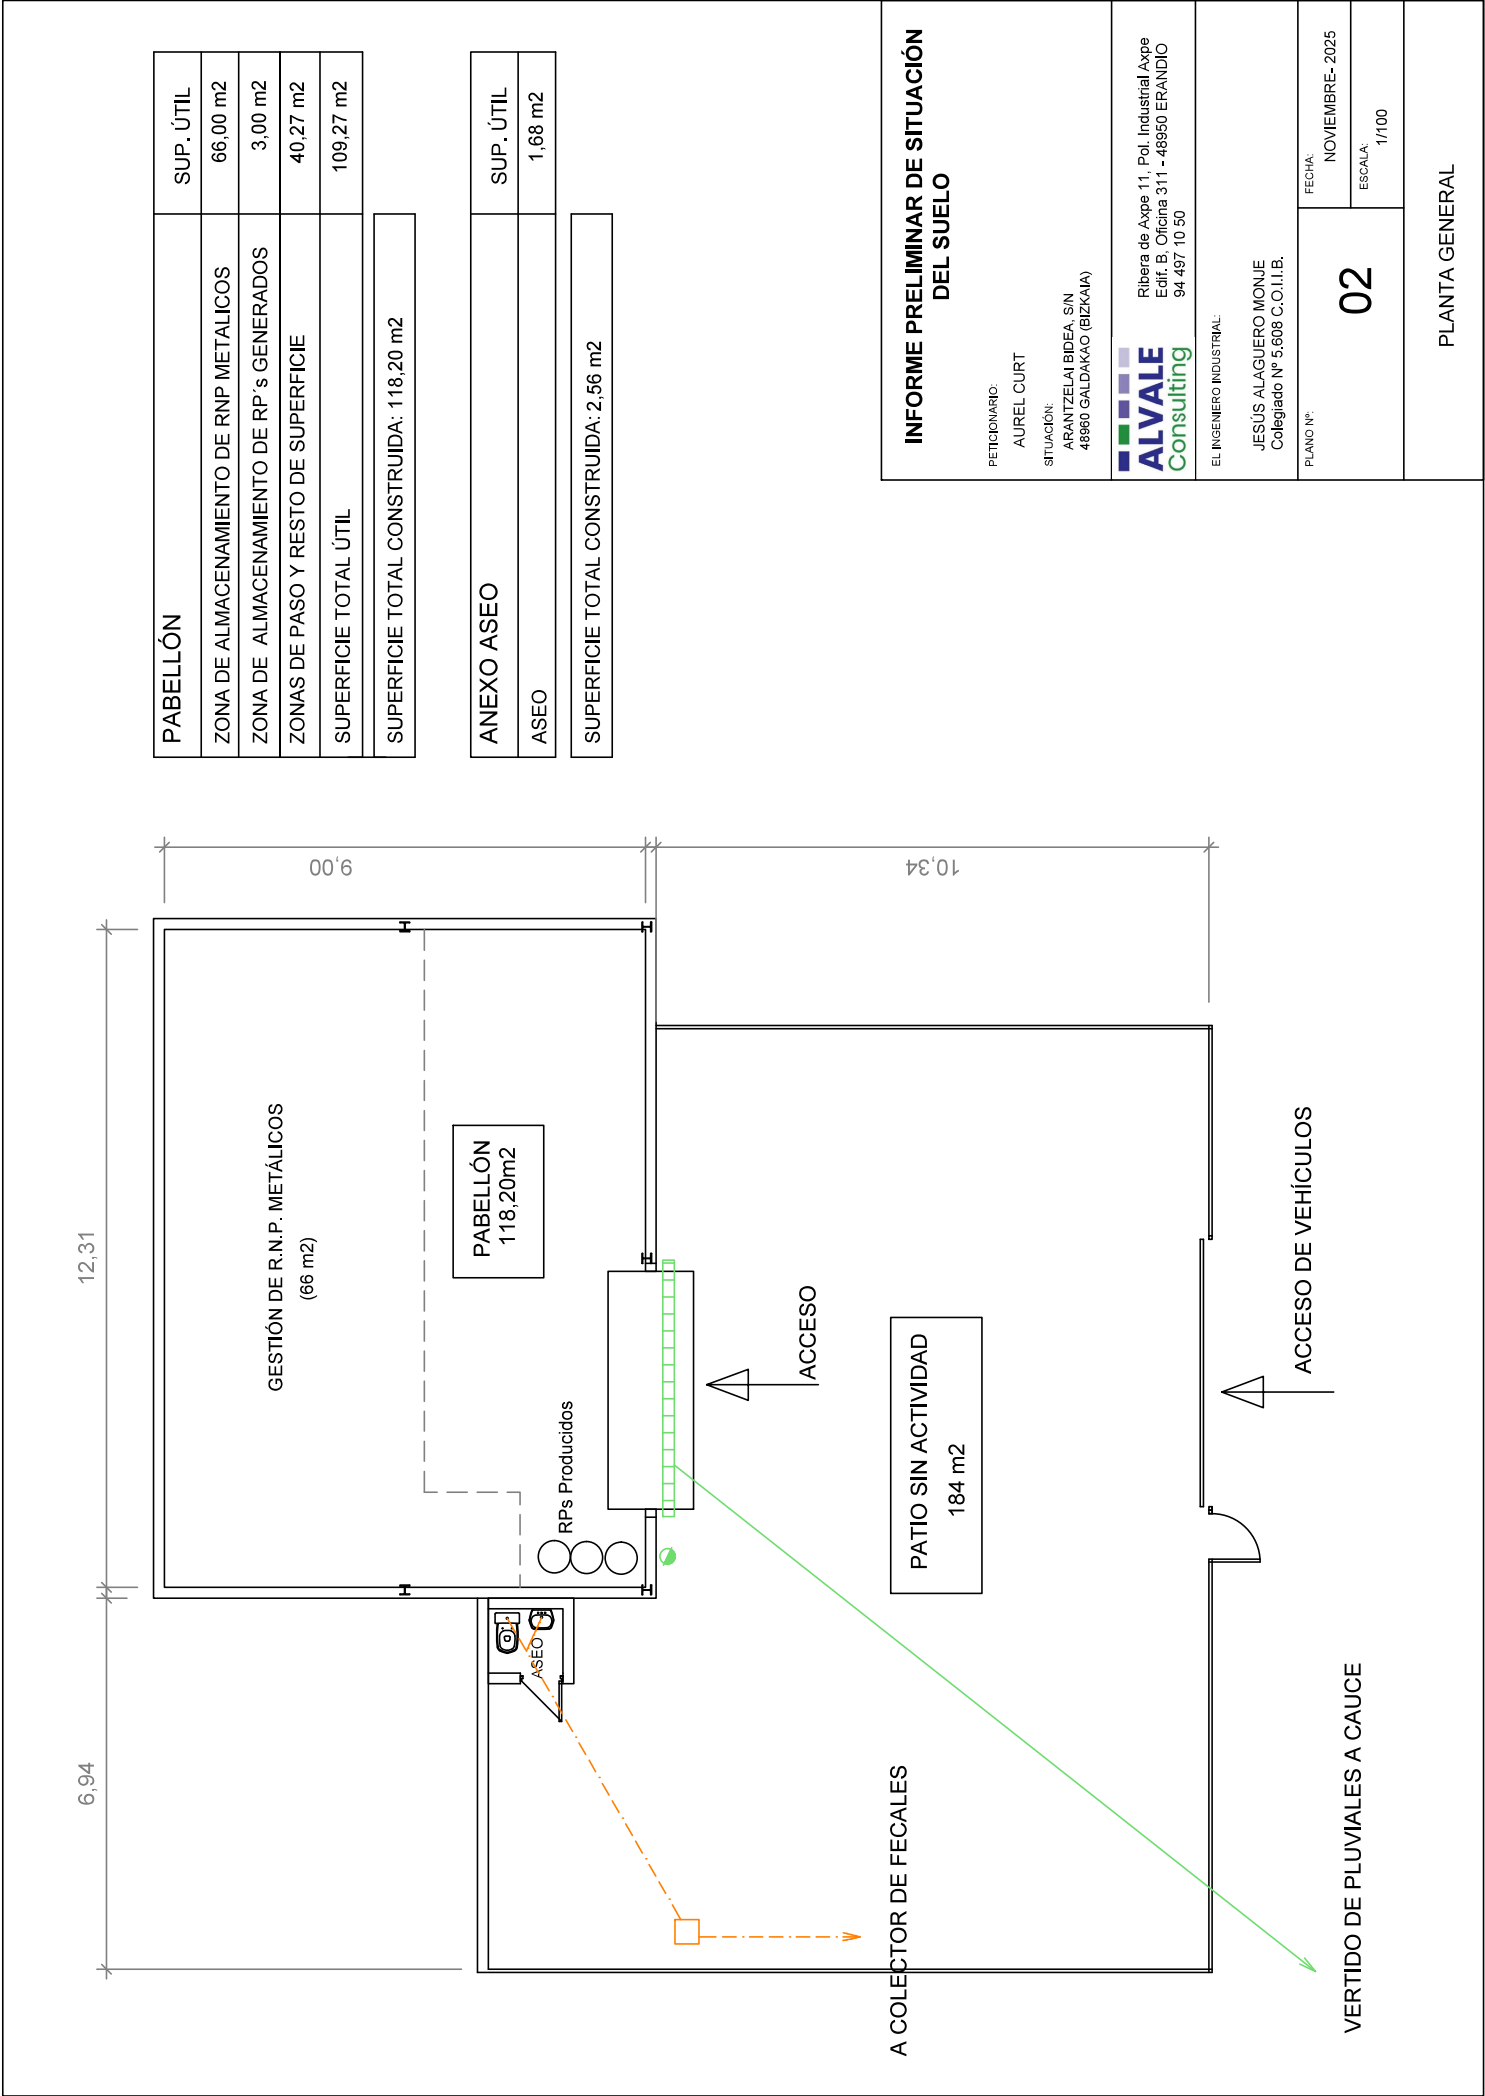 12,31
6,94
9,00
10,34
GESTIÓN DE R.N.P. METÁLICOS
(66 m2)
PABELLÓN
118,20m2
RPs Producidos
ASEO
ACCESO
PATIO SIN ACTIVIDAD
184 m2
ACCESO DE VEHÍCULOS
A COLECTOR DE FECALES
VERTIDO DE PLUVIALES A CAUCE
PABELLÓN SUP. ÚTIL
ZONA DE ALMACENAMIENTO DE RNP METALICOS 66,00 m2
ZONA DE ALMACENAMIENTO DE RP´s GENERADOS 3,00 m2
ZONAS DE PASO Y RESTO DE SUPERFICIE 40,27 m2
SUPERFICIE TOTAL ÚTIL 109,27 m2
SUPERFICIE TOTAL CONSTRUIDA: 118,20 m2
ANEXO ASEO SUP. ÚTIL
ASEO 1,68 m2
SUPERFICIE TOTAL CONSTRUIDA: 2,56 m2
INFORME PRELIMINAR DE SITUACIÓN
DEL SUELO
PETICIONARIO:
AUREL CURT
SITUACIÓN:
ARANTZELAI BIDEA, S/N
48960 GALDAKAO (BIZKAIA)
ALVALE
Consulting
Ribera de Axpe 11, Pol. Industrial Axpe
Edif. B, Oficina 311 - 48950 ERANDIO
94 497 10 50
EL INGENIERO INDUSTRIAL:
JESÚS ALAGUERO MONJE
Colegiado Nº 5.608 C.O.I.I.B.
PLANO Nº:
02
FECHA:
NOVIEMBRE- 2025
ESCALA:
1/100
PLANTA GENERAL